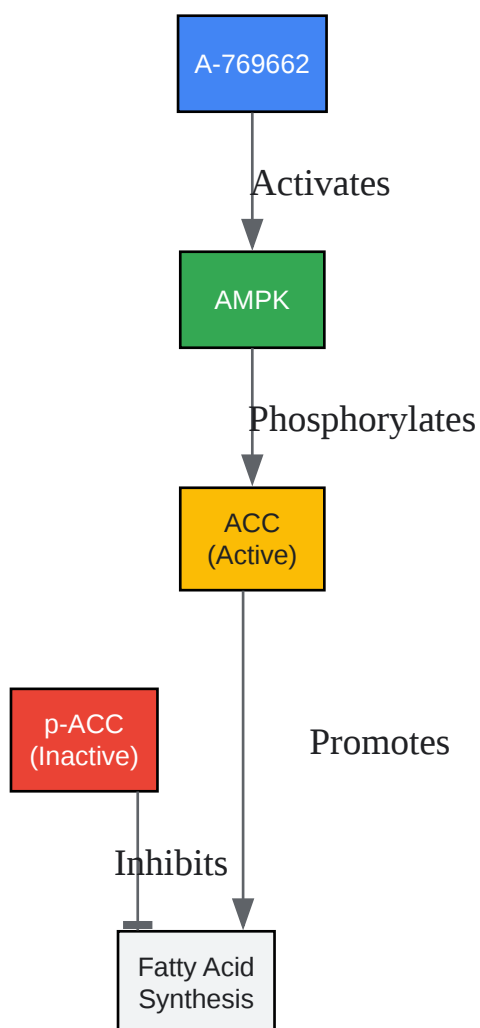 A-769662
Activates
AMPK
Phosphorylates
ACC
(Active)
p-ACC
(Inactive)
Promotes
Inhibits
Fatty Acid
Synthesis